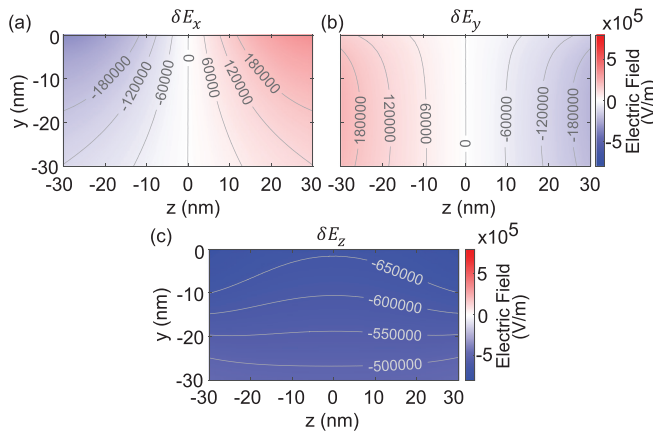 (a)
δEx
0
-10
-20
-30
y (nm)
-180000
-120000
-60000
0
60000
120000
180000
-30 -20 -10 0 10 20 30
z (nm)
(b)
δEy
180000
120000
60000
0
-60000
-120000
-180000
-30 -20 -10 0 10 20 30
z (nm)
x10^5
5
0
-5
Electric Field
(V/m)
(c)
δEz
0
-10
-20
-30
y (nm)
-650000
-600000
-550000
-500000
-30 -20 -10 0 10 20 30
z (nm)
x10^5
5
0
-5
Electric Field
(V/m)